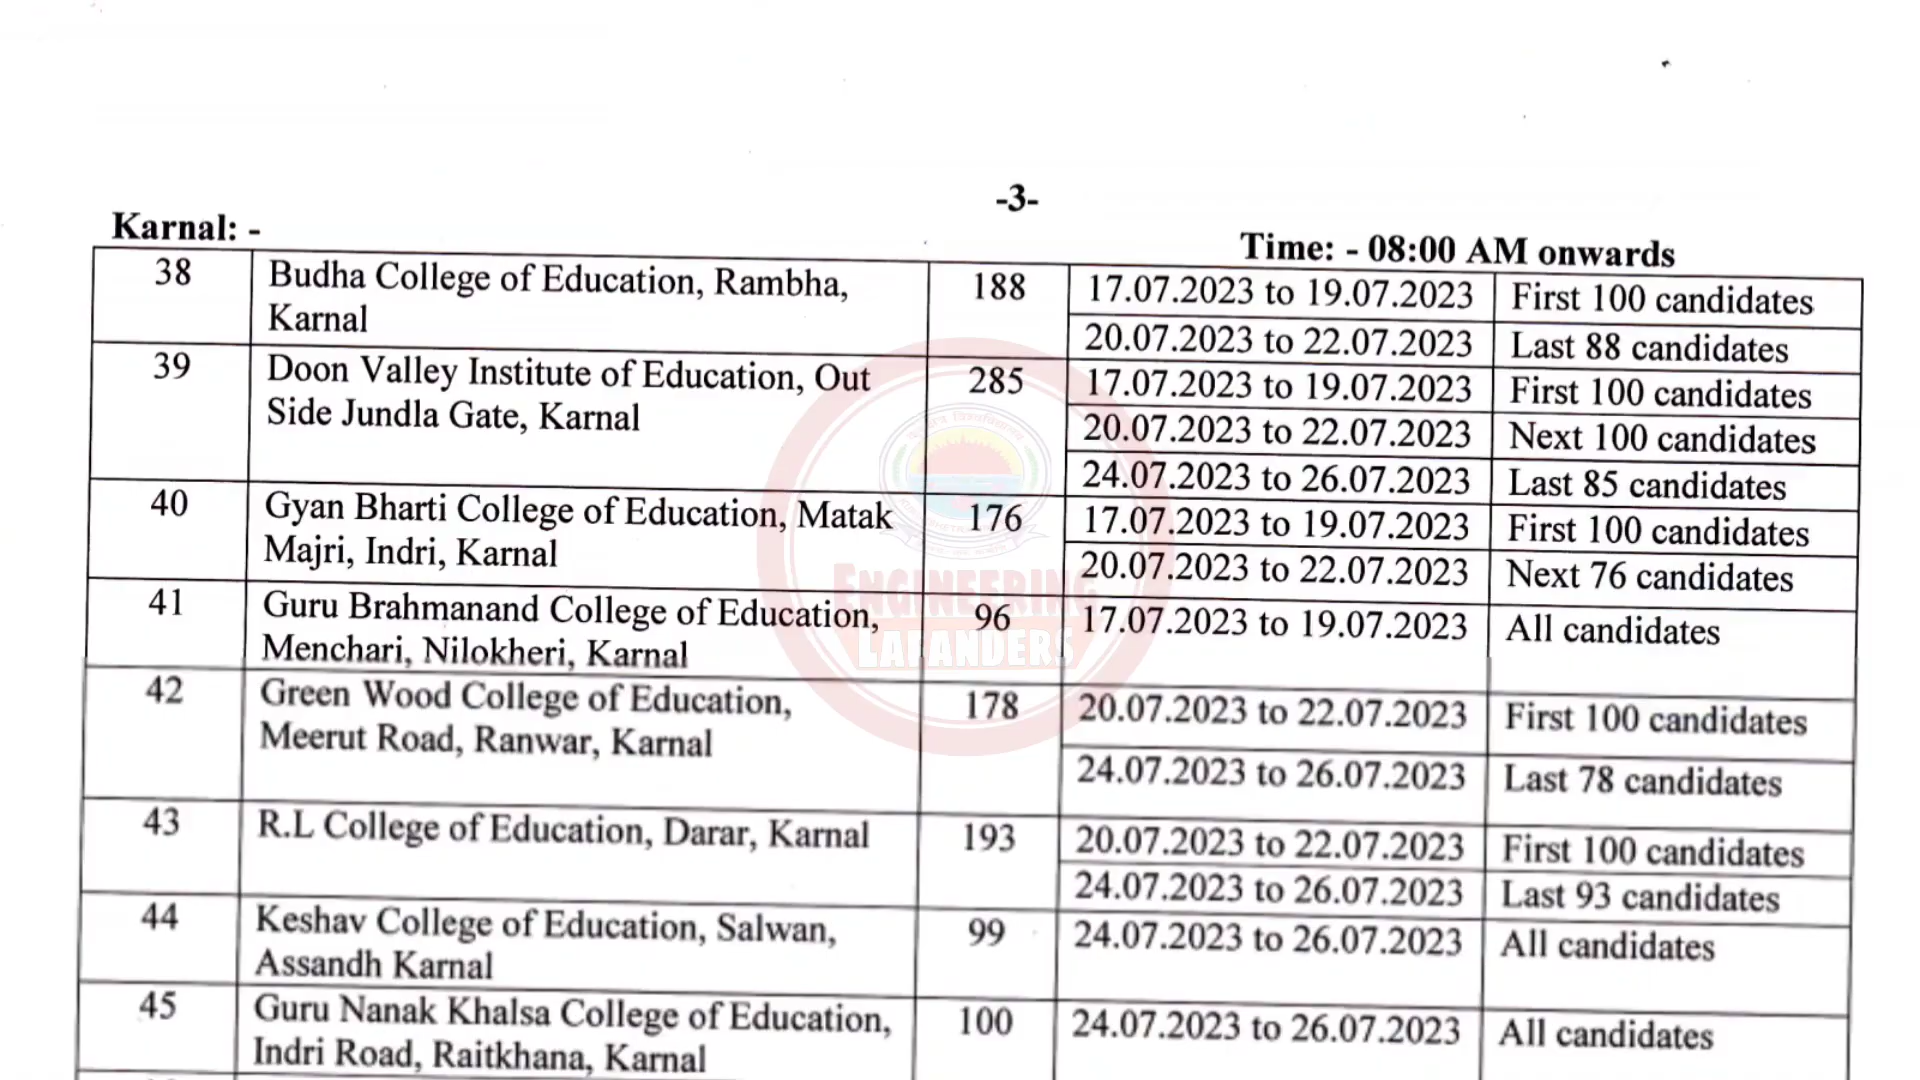 -3-
Karnal: -
Time: - 08:00 AM onwards
38 Budha College of Education, Rambha, 188 17.07.2023 to 19.07.2023 First 100 candidates
Karnal
20.07.2023 to 22.07.2023 Last 88 candidates
39 Doon Valley Institute of Education, Out 285 17.07.2023 to 19.07.2023 First 100 candidates
Side Jundla Gate, Karnal
20.07.2023 to 22.07.2023 Next 100 candidates
24.07.2023 to 26.07.2023 Last 85 candidates
40 Gyan Bharti College of Education, Matak 176 17.07.2023 to 19.07.2023 First 100 candidates
Majri, Indri, Karnal
20.07.2023 to 22.07.2023 Next 76 candidates
41 Guru Brahmanand College of Education, 96 17.07.2023 to 19.07.2023 All candidates
Menchari, Nilokheri, Karnal
42 Green Wood College of Education, 178 20.07.2023 to 22.07.2023 First 100 candidates
Meerut Road, Ranwar, Karnal
24.07.2023 to 26.07.2023 Last 78 candidates
43 R.L College of Education, Darar, Karnal 193 20.07.2023 to 22.07.2023 First 100 candidates
24.07.2023 to 26.07.2023 Last 93 candidates
44 Keshav College of Education, Salwan, 99 24.07.2023 to 26.07.2023 All candidates
Assandh Karnal
45 Guru Nanak Khalsa College of Education, 100 24.07.2023 to 26.07.2023 All candidates
Indri Road, Raitkhana, Karnal
ENGINEERING
LAFANDERS